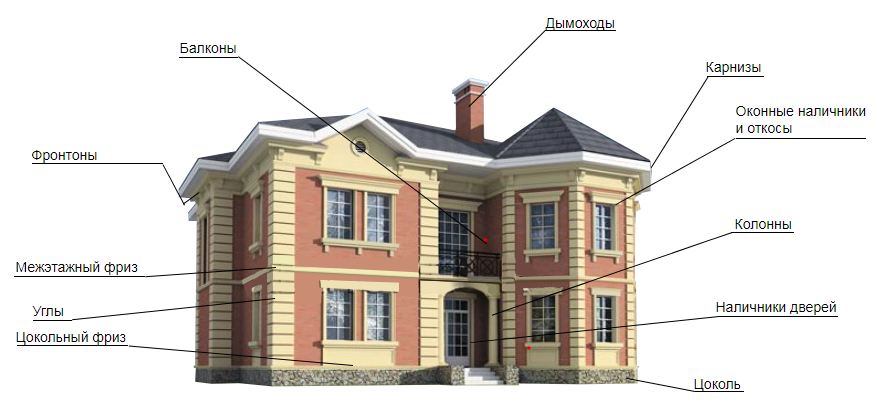 Дымоходы
Балконы
Карнизы
Оконные наличники
и откосы
Фронтоны
Колонны
Межэтажный фриз
Углы
Наличники дверей
Цокольный фриз
Цоколь